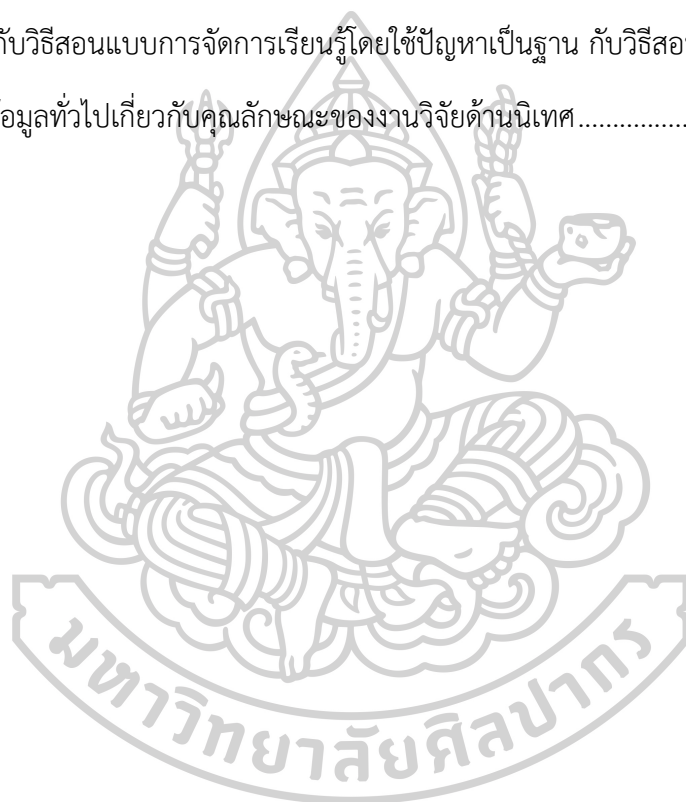 กับวิธีสอนแบบการจัดการเรียนรู้โดยใช้ปัญหาเป็นฐาน กับวิธีสอน
ข้อมูลทั่วไปเกี่ยวกับคุณลักษณะของงานวิจัยด้านนิเทศ................
มหาวิทยาลัยศิลปากร